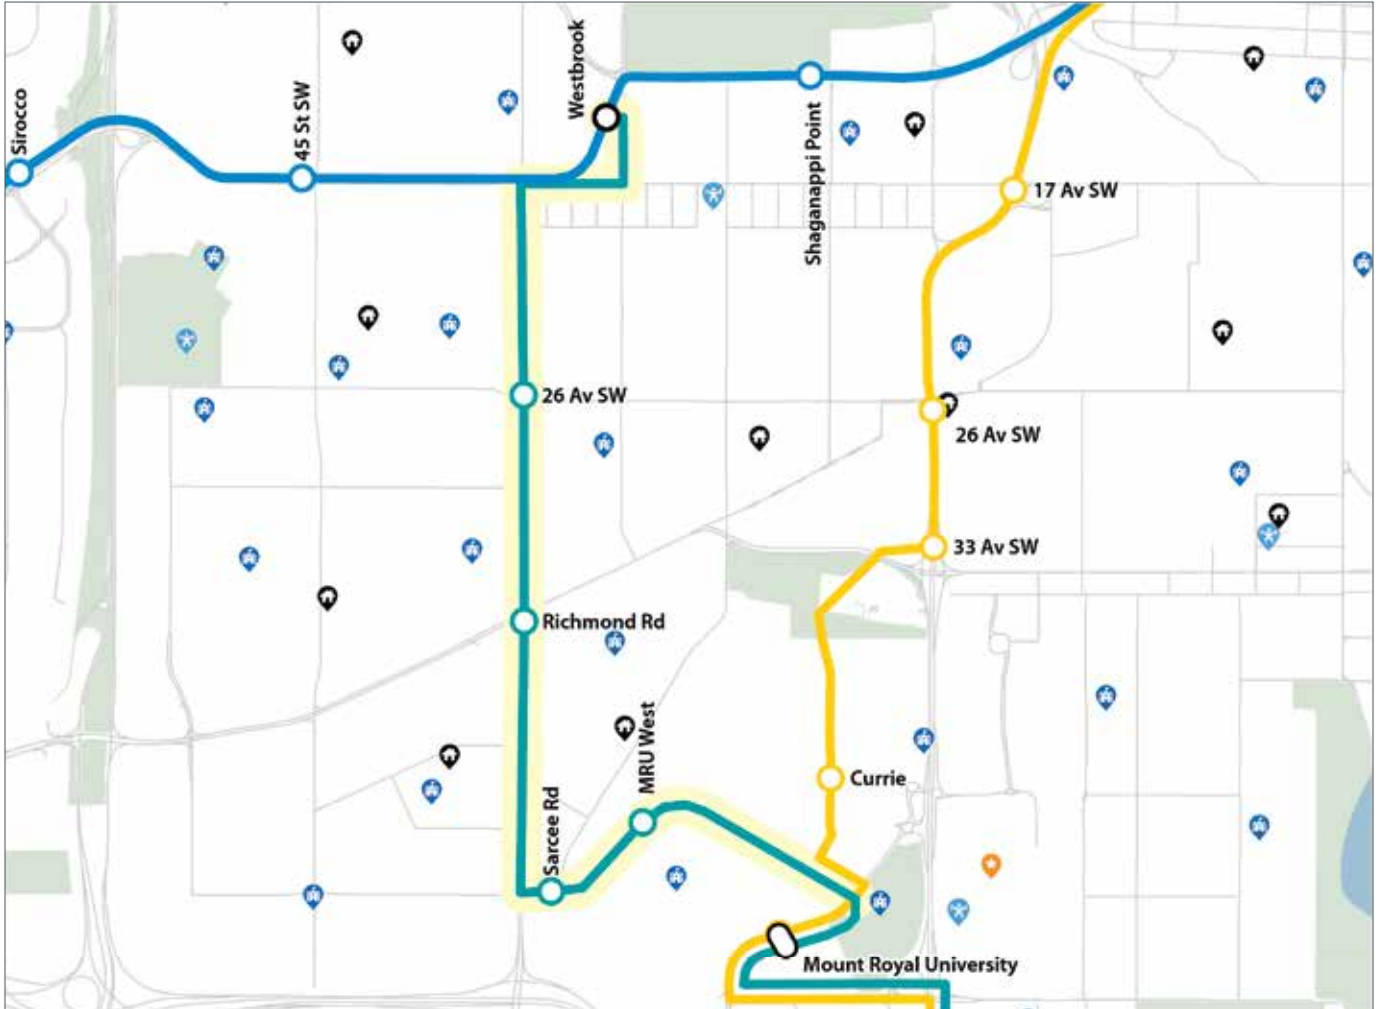 Sirocco
45 St SW
Westbrook
Shaganappi Point
17 Av SW
26 Av SW
26 Av SW
33 Av SW
Richmond Rd
MRU West
Currie
Sarcee Rd
Mount Royal University